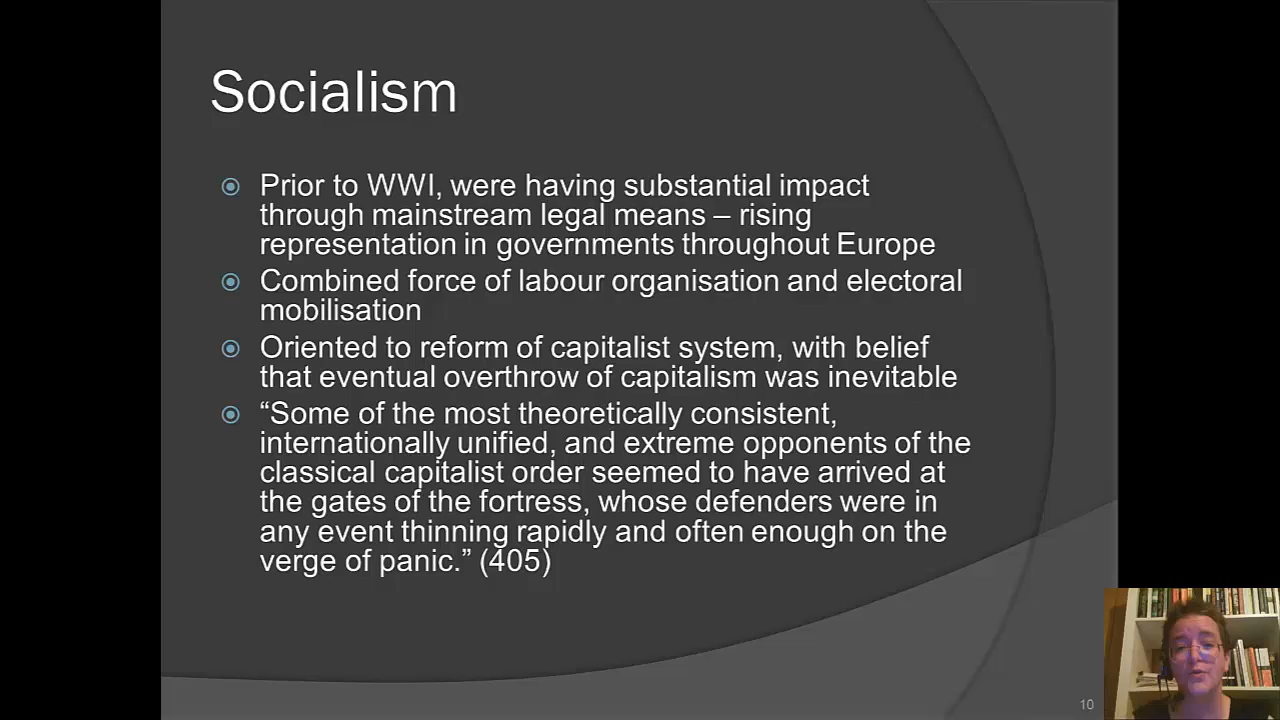 Socialism
Prior to WWI, were having substantial impact
through mainstream legal means – rising
representation in governments throughout Europe
Combined force of labour organisation and electoral
mobilisation
Oriented to reform of capitalist system, with belief
that eventual overthrow of capitalism was inevitable
“Some of the most theoretically consistent,
internationally unified, and extreme opponents of the
classical capitalist order seemed to have arrived at
the gates of the fortress, whose defenders were in
any event thinning rapidly and often enough on the
verge of panic.” (405)
10